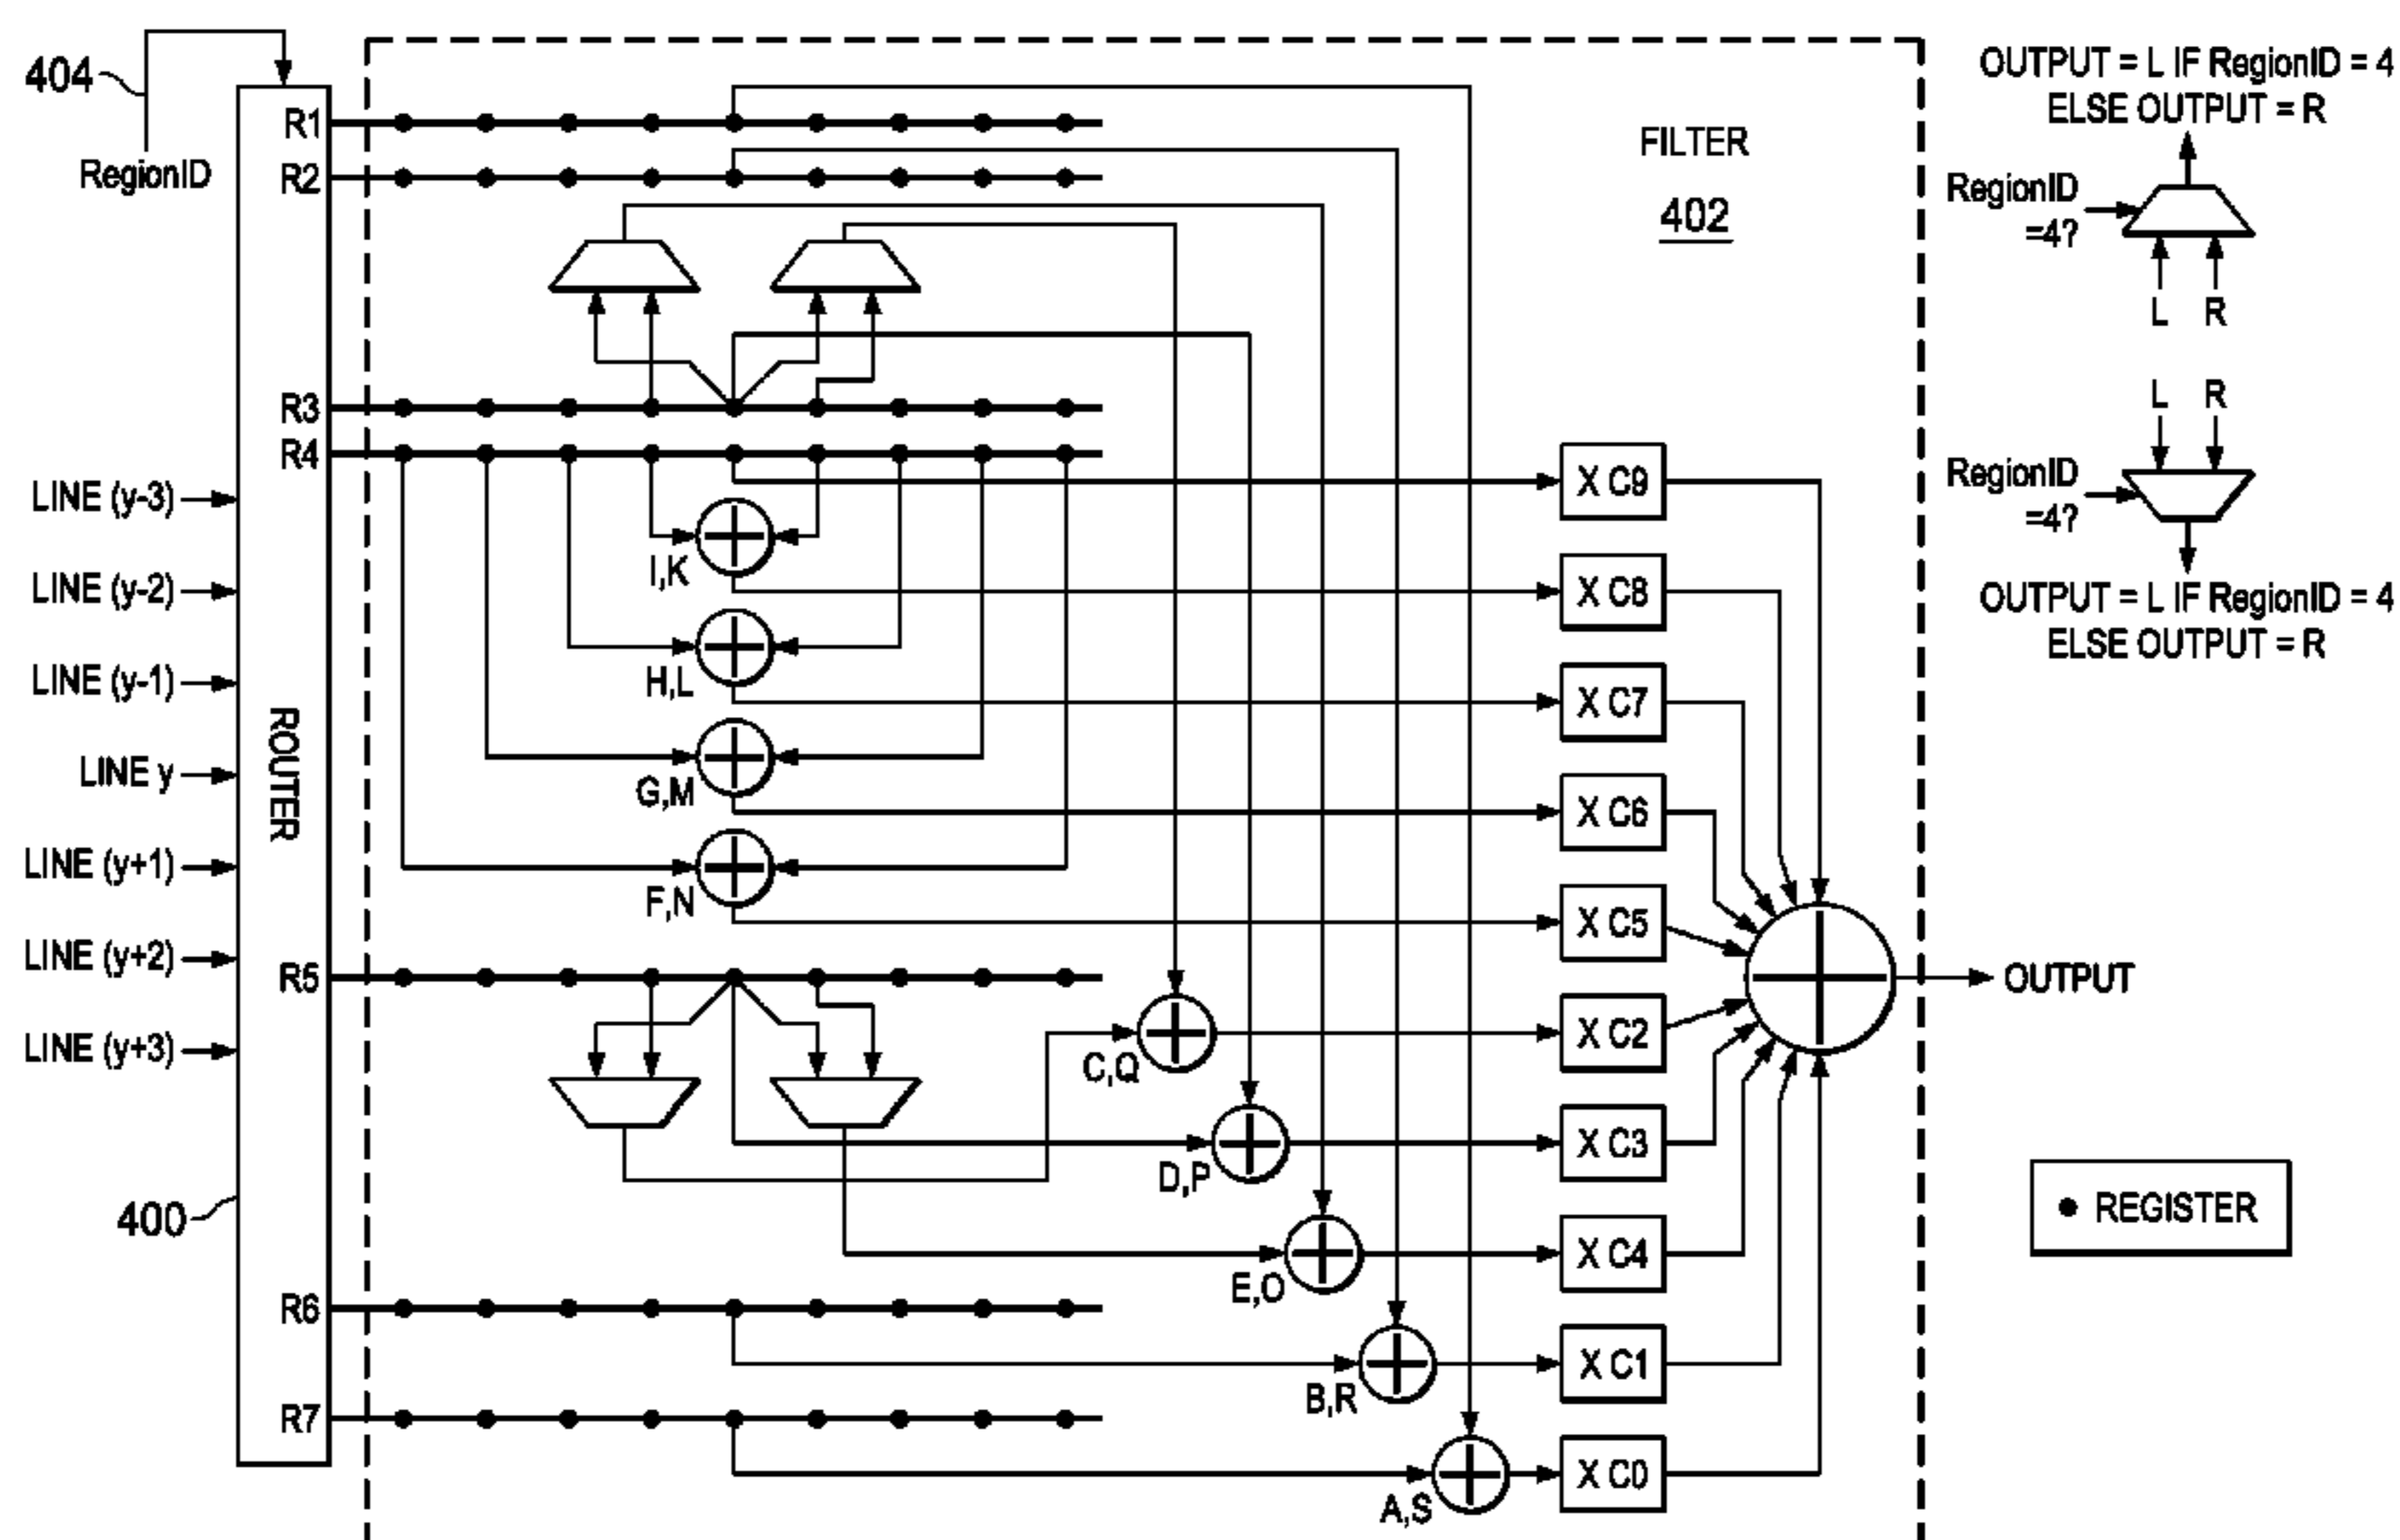 404
RegionID
R1
R2
R3
R4
R5
R6
R7
ROUTER
400
LINE (y-3)
LINE (y-2)
LINE (y-1)
LINE y
LINE (y+1)
LINE (y+2)
LINE (y+3)
FILTER
402
I,K
H,L
G,M
F,N
C,Q
D,P
E,O
B,R
A,S
X C9
X C8
X C7
X C6
X C5
X C2
X C3
X C4
X C1
X C0
OUTPUT
OUTPUT = L IF RegionID = 4
ELSE OUTPUT = R
RegionID
=4?
L R
L R
RegionID
=4?
OUTPUT = L IF RegionID = 4
ELSE OUTPUT = R
REGISTER